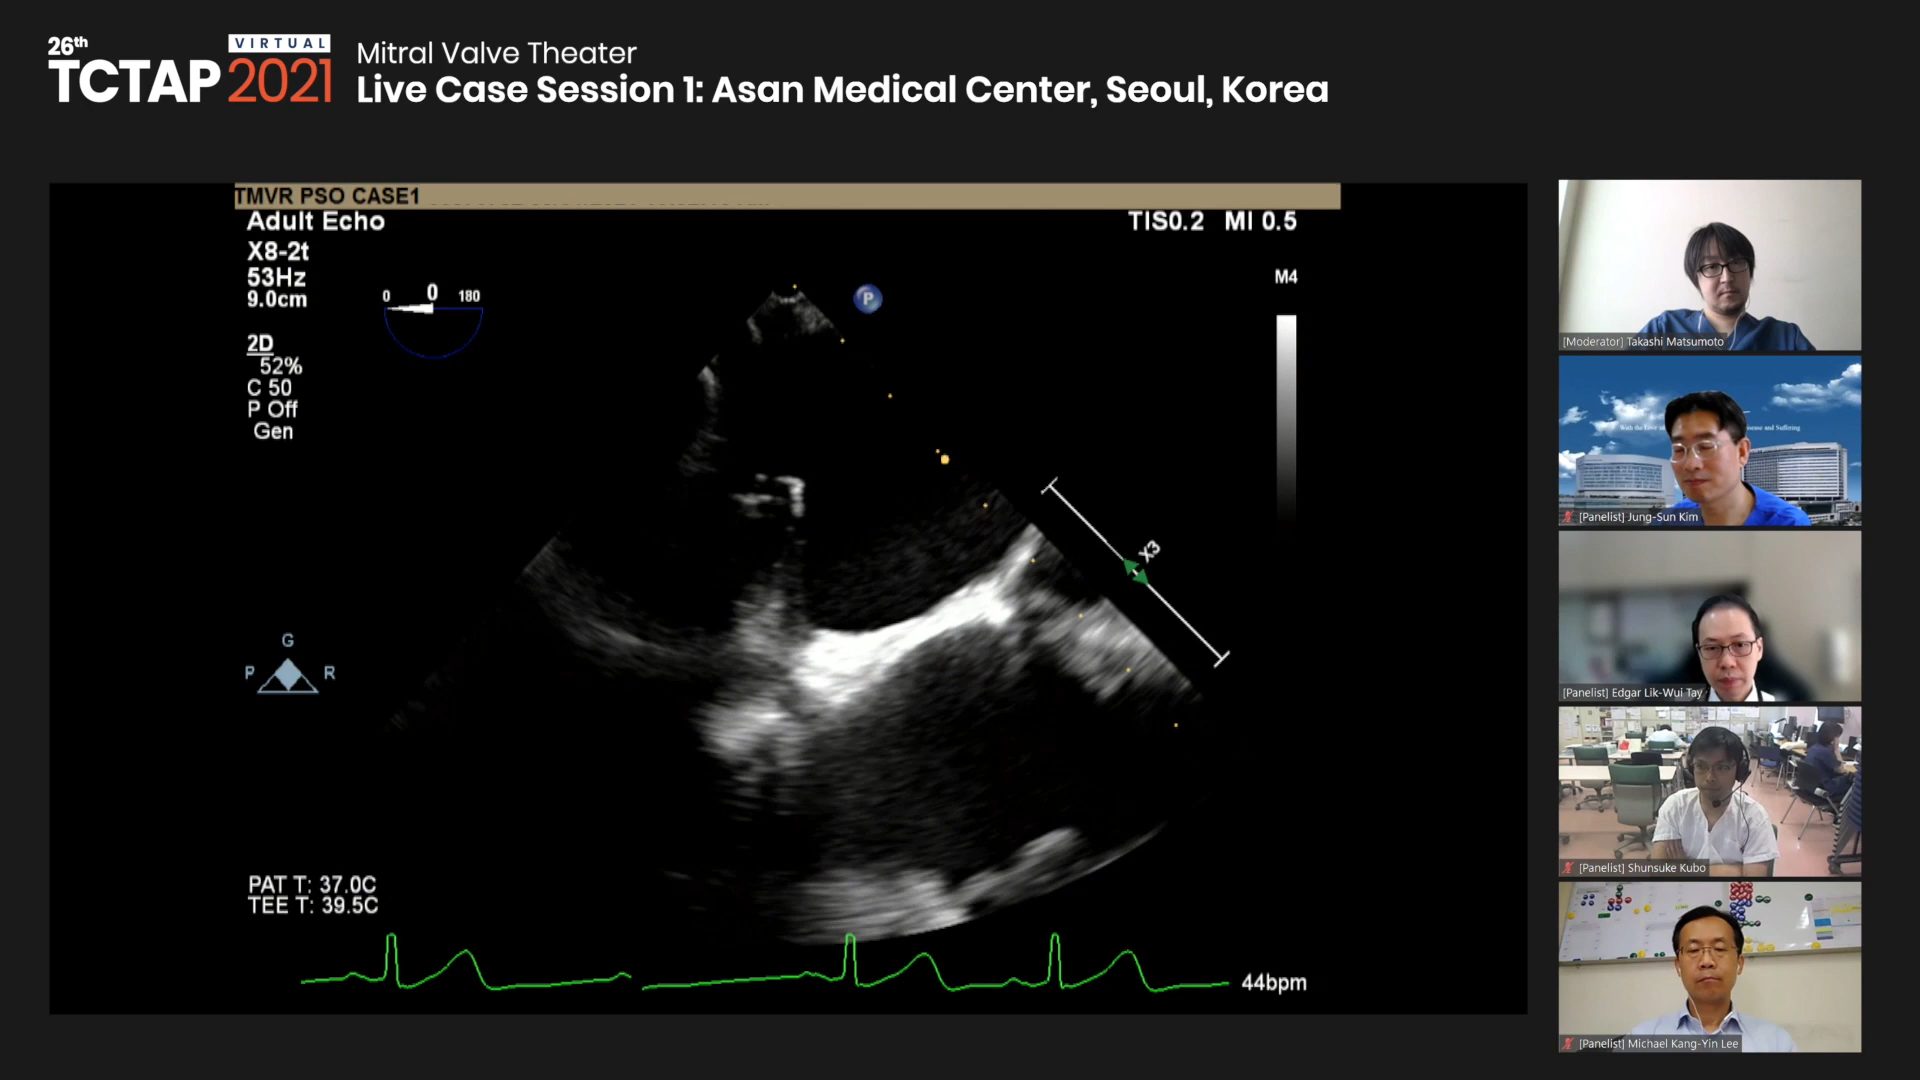 26th
TCTAP
VIRTUAL
2021
Mitral Valve Theater
Live Case Session 1: Asan Medical Center, Seoul, Korea
TMVR PSO CASE1
Adult Echo
X8-2t
53Hz
9.0cm
2D
52%
C 50
P Off
Gen
0 0 180
P
TIS0.2 MI 0.5
M4
X3
G
P R
PAT T: 37.0C
TEE T: 39.5C
44bpm
[Moderator] Takashi Matsumoto
[Panelist] Jung-Sun Kim
[Panelist] Edgar Lik-Wui Tay
[Panelist] Shunsuke Kubo
[Panelist] Michael Kang-Yin Lee